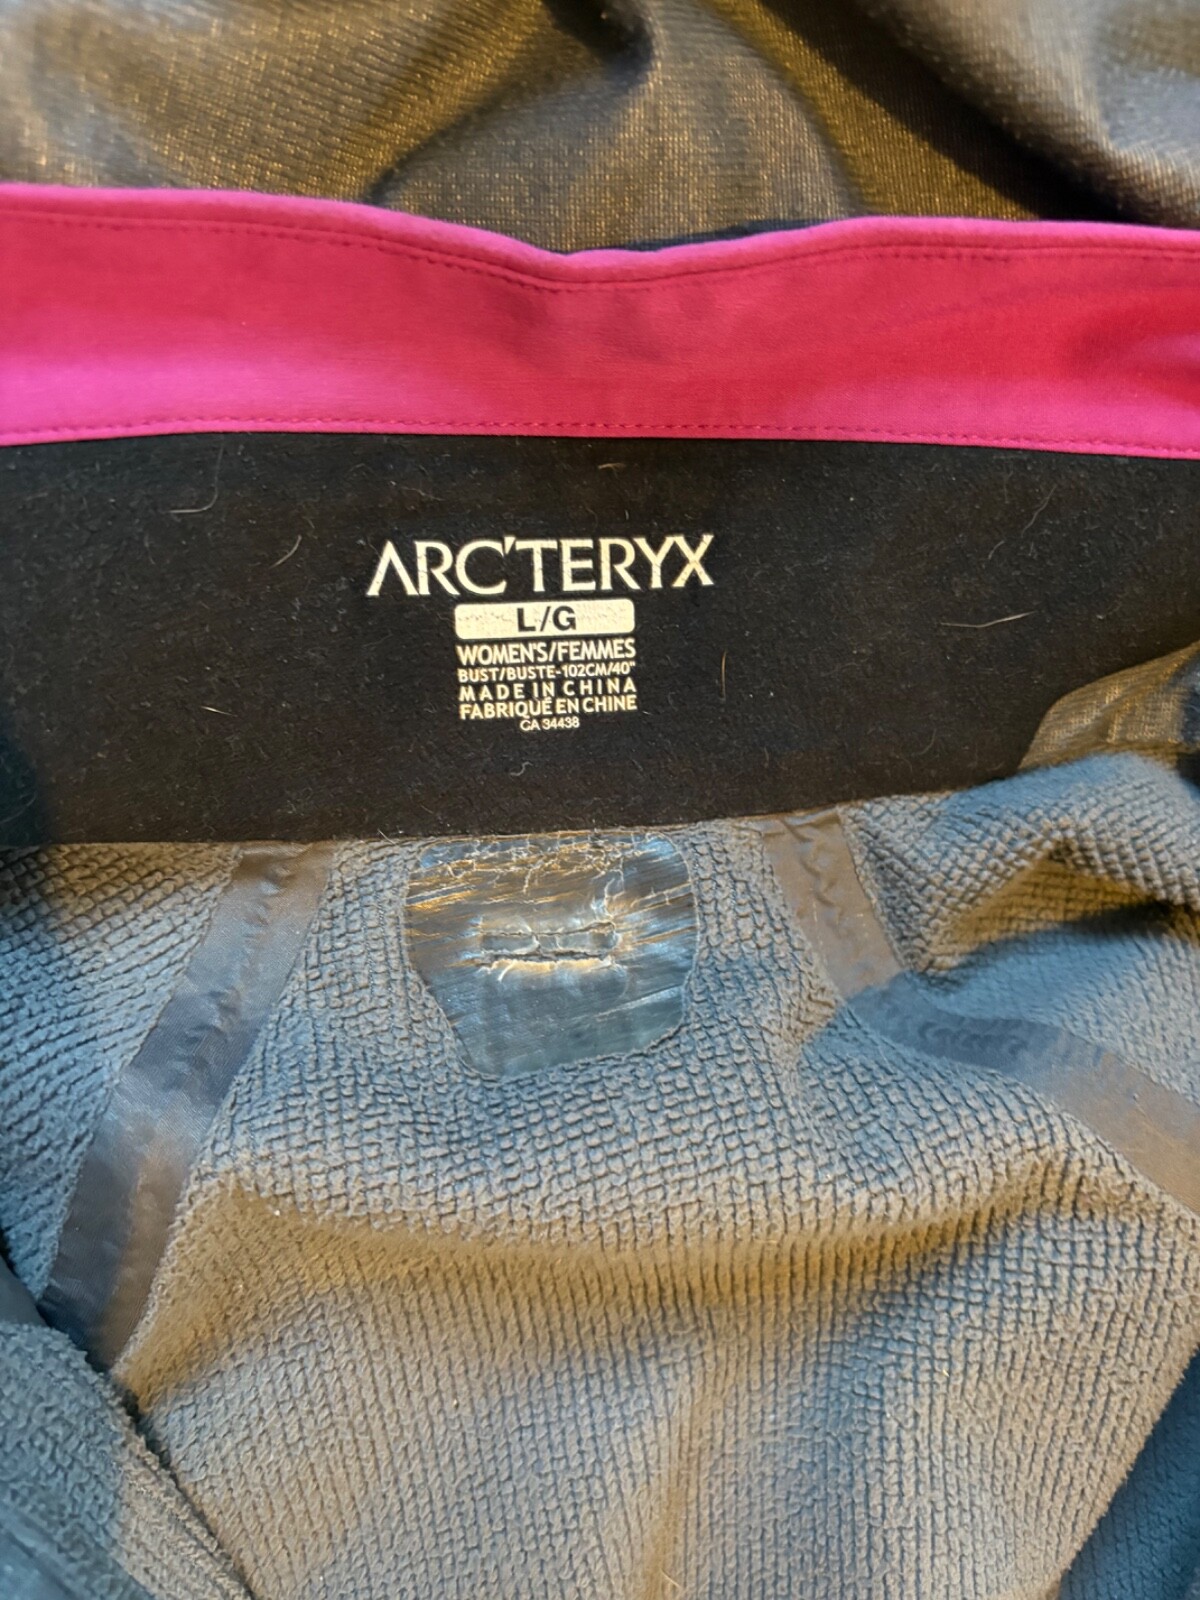 ARC'TERYX
L/G
WOMEN'S/FEMMES
BUST/BUSTE-102CM/40"
MADE IN CHINA
FABRIQUÉ EN CHINE
CA 34438